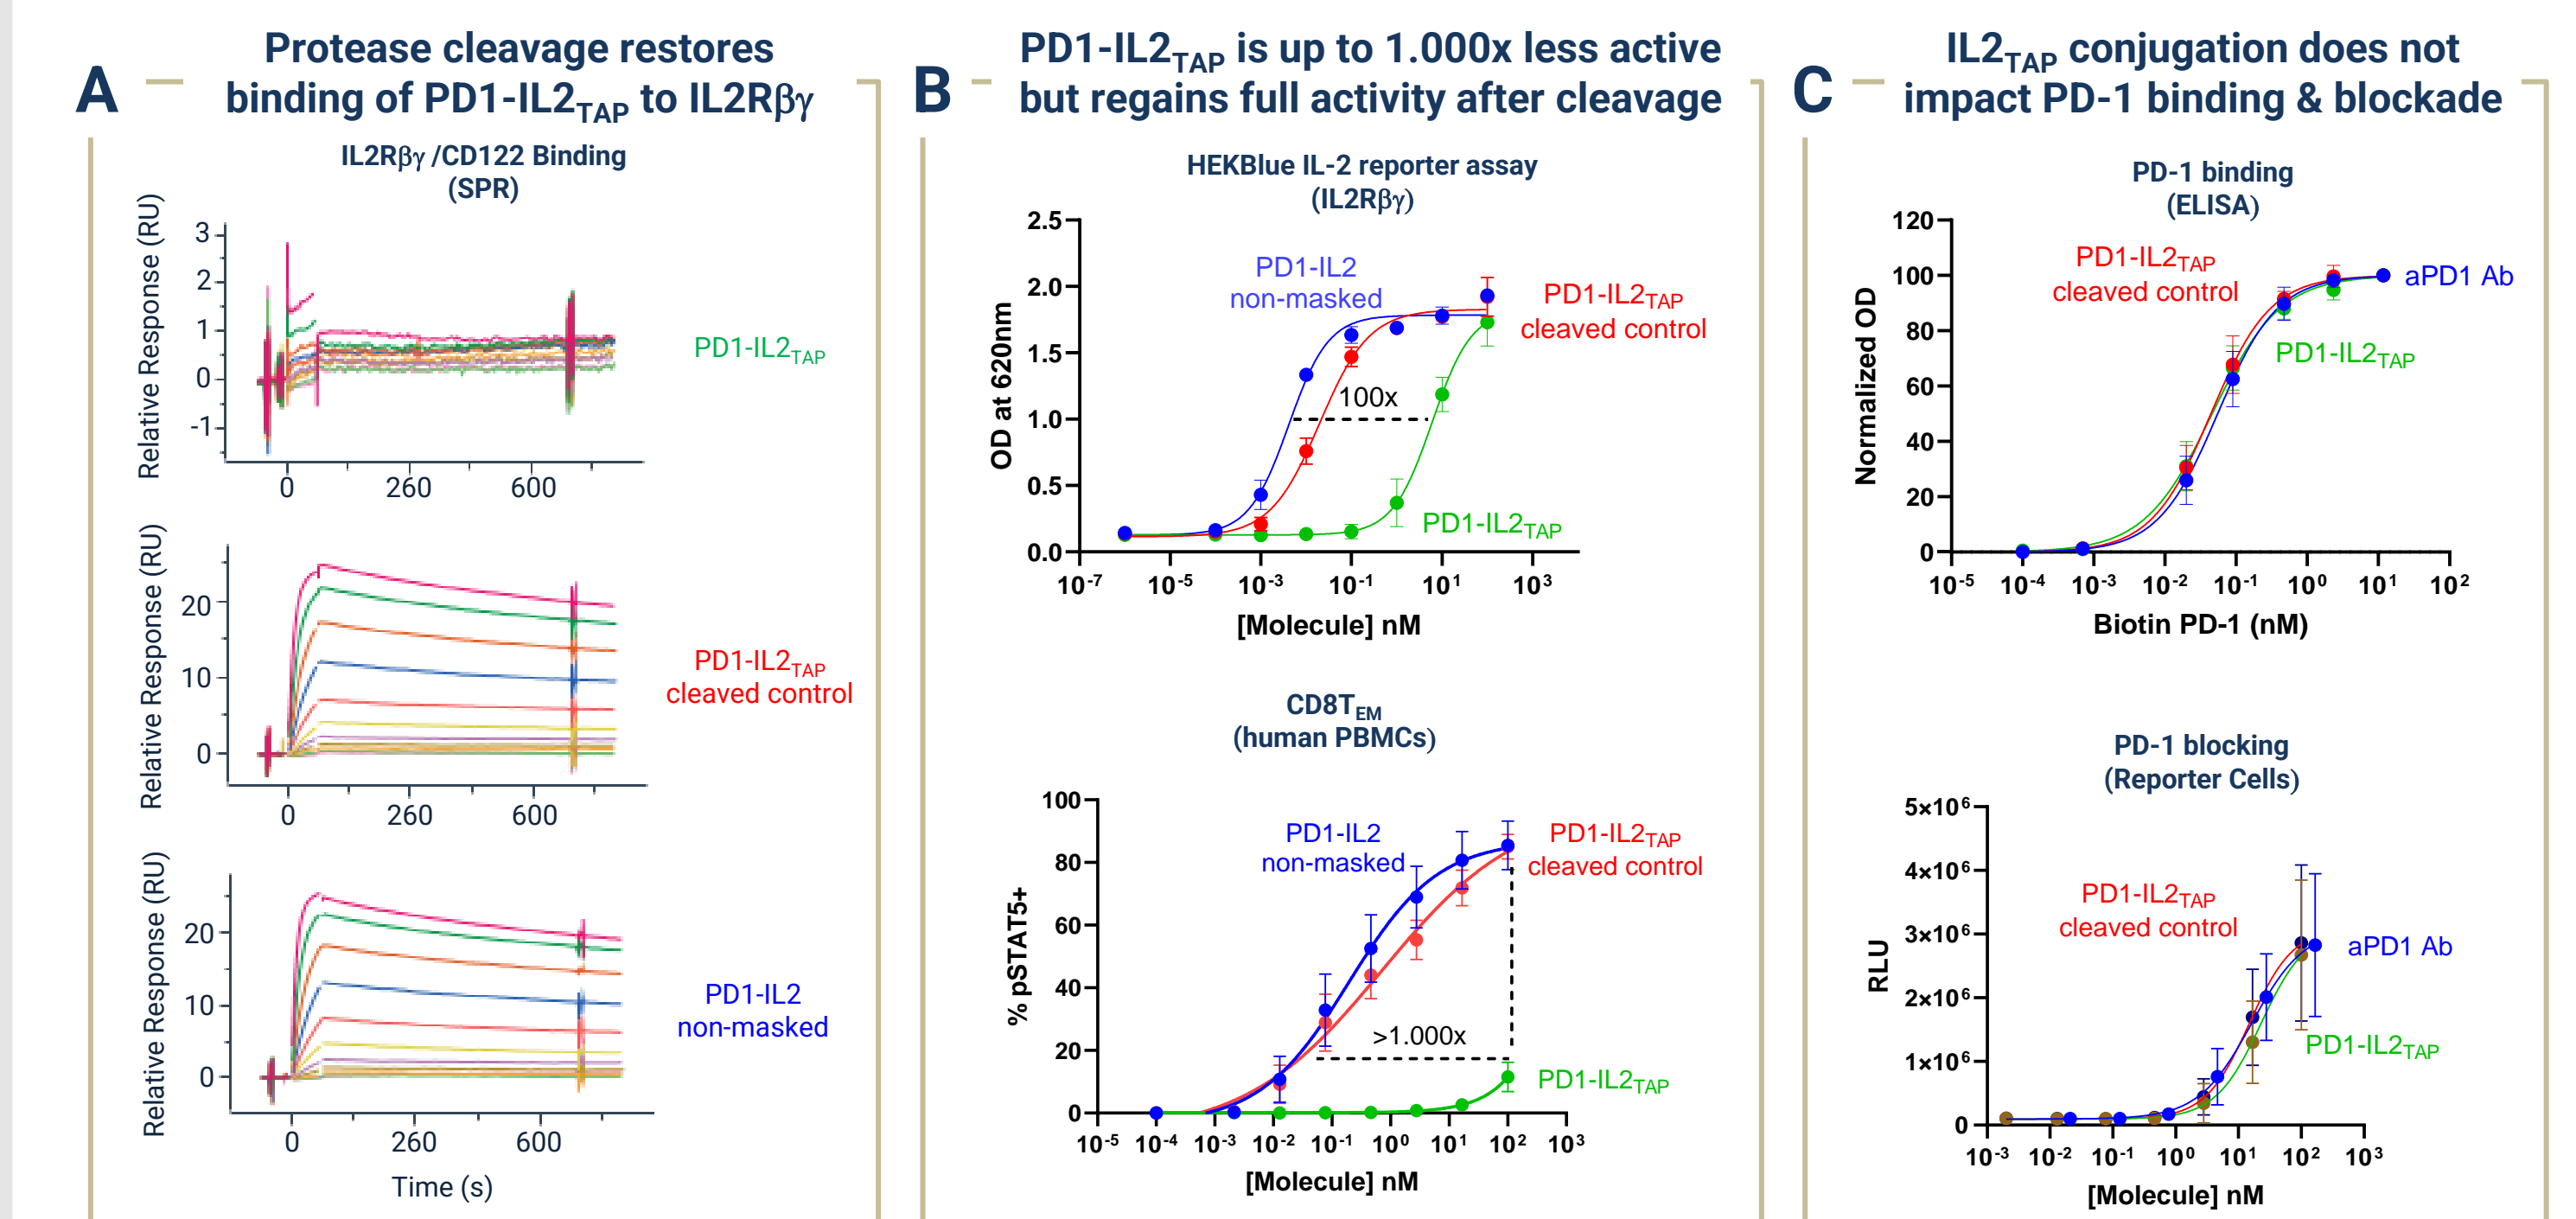 A
Protease cleavage restores
binding of PD1-IL2TAP to IL2Rβγ
IL2Rβγ /CD122 Binding
(SPR)
Relative Response (RU)
3
2
1
0
-1
0 260 600
PD1-IL2TAP
Relative Response (RU)
20
10
0
0 260 600
PD1-IL2TAP
cleaved control
Relative Response (RU)
20
10
0
0 260 600
Time (s)
PD1-IL2
non-masked
B
PD1-IL2TAP is up to 1.000x less active
but regains full activity after cleavage
HEKBlue IL-2 reporter assay
(IL2Rβγ)
OD at 620nm
2.5
2.0
1.5
1.0
0.5
0.0
10-7 10-5 10-3 10-1 101 103
[Molecule] nM
PD1-IL2
non-masked
PD1-IL2TAP
cleaved control
100x
PD1-IL2TAP
CD8TEM
(human PBMCs)
% pSTAT5+
100
80
60
40
20
0
10-5 10-4 10-3 10-2 10-1 100 101 102 103
[Molecule] nM
PD1-IL2
non-masked
PD1-IL2TAP
cleaved control
>1.000x
PD1-IL2TAP
C
IL2TAP conjugation does not
impact PD-1 binding & blockade
PD-1 binding
(ELISA)
Normalized OD
120
100
80
60
40
20
0
10-5 10-4 10-3 10-2 10-1 100 101 102
Biotin PD-1 (nM)
PD1-IL2TAP
cleaved control
aPD1 Ab
PD1-IL2TAP
PD-1 blocking
(Reporter Cells)
RLU
5×106
4×106
3×106
2×106
1×106
0
10-3 10-2 10-1 100 101 102 103
[Molecule] nM
PD1-IL2TAP
cleaved control
aPD1 Ab
PD1-IL2TAP